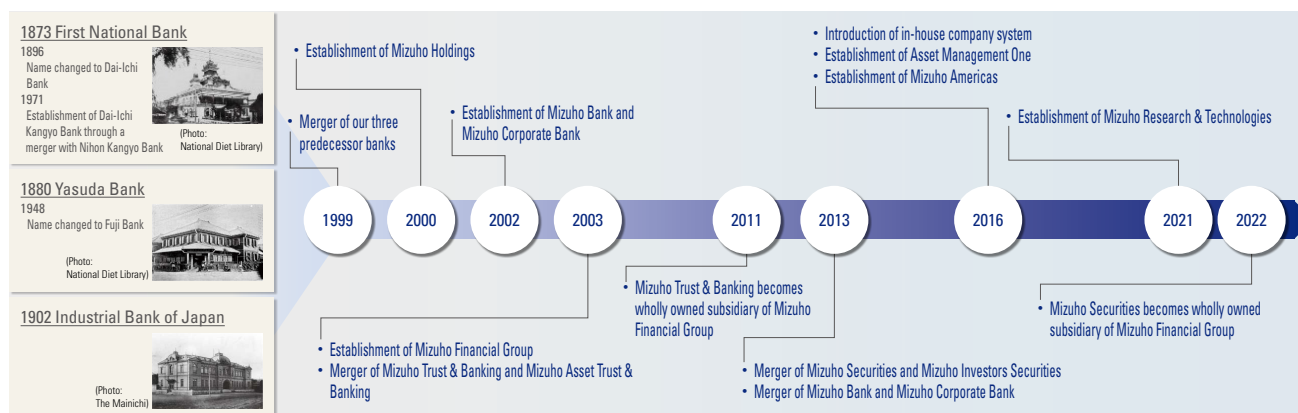 1873 First National Bank
1896
Name changed to Dai-Ichi
Bank
1971
Establishment of Dai-Ichi
Kangyo Bank through a
merger with Nihon Kangyo Bank
(Photo:
National Diet Library)
1880 Yasuda Bank
1948
Name changed to Fuji Bank
(Photo:
National Diet Library)
1902 Industrial Bank of Japan
(Photo:
The Mainichi)
• Establishment of Mizuho Holdings
• Merger of our three
predecessor banks
• Establishment of Mizuho Bank and
Mizuho Corporate Bank
• Introduction of in-house company system
• Establishment of Asset Management One
• Establishment of Mizuho Americas
• Establishment of Mizuho Research & Technologies
1999
2000
2002
2003
2011
2013
2016
2021
2022
• Establishment of Mizuho Financial Group
• Merger of Mizuho Trust & Banking and Mizuho Asset Trust &
Banking
• Mizuho Trust & Banking becomes
wholly owned subsidiary of Mizuho
Financial Group
• Merger of Mizuho Securities and Mizuho Investors Securities
• Merger of Mizuho Bank and Mizuho Corporate Bank
• Mizuho Securities becomes wholly owned
subsidiary of Mizuho Financial Group